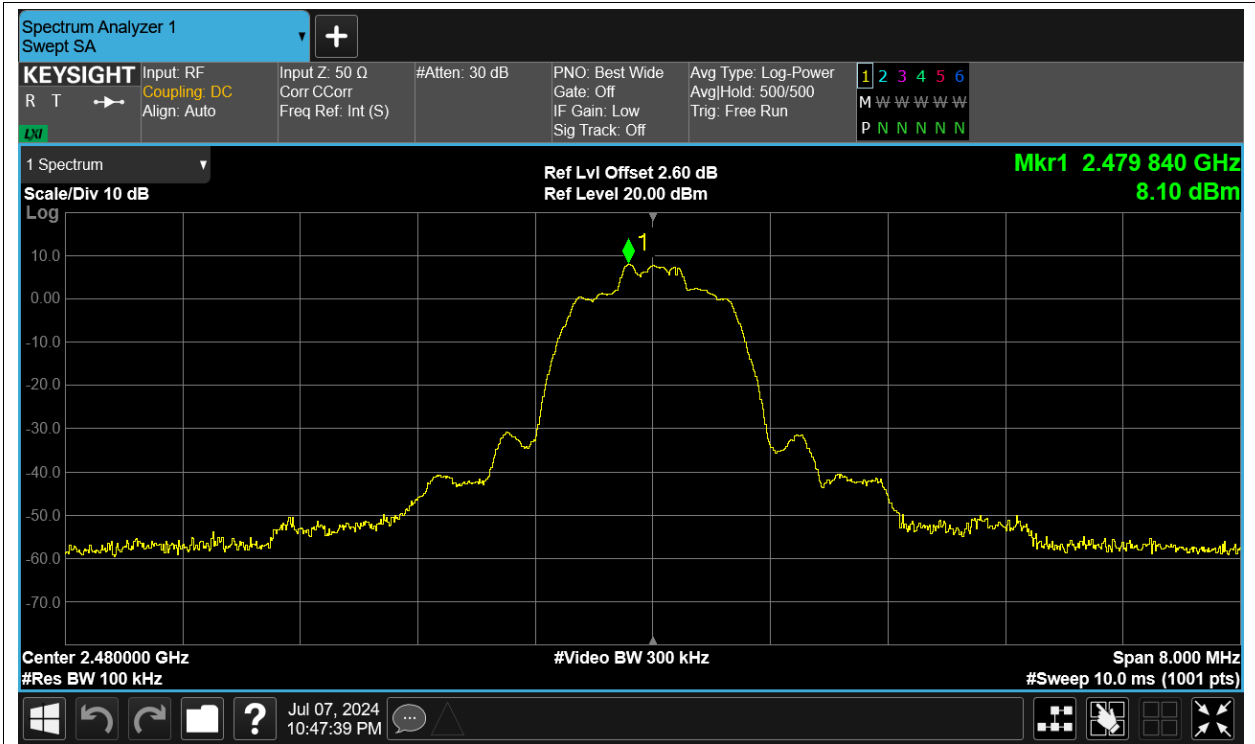 Spectrum Analyzer 1
Swept SA
KEYSIGHT
R T
LXI
Input: RF
Coupling: DC
Align: Auto
Input Z: 50 Ω
Corr CCorr
Freq Ref: Int (S)
#Atten: 30 dB
PNO: Best Wide
Gate: Off
IF Gain: Low
Sig Track: Off
Avg Type: Log-Power
Avg|Hold: 500/500
Trig: Free Run
1 2 3 4 5 6
M W W W W W
P N N N N N
1 Spectrum
Scale/Div 10 dB
Log
Ref Lvl Offset 2.60 dB
Ref Level 20.00 dBm
Mkr1 2.479 840 GHz
8.10 dBm
1
10.0
0.00
-10.0
-20.0
-30.0
-40.0
-50.0
-60.0
-70.0
Center 2.480000 GHz
#Res BW 100 kHz
#Video BW 300 kHz
Span 8.000 MHz
#Sweep 10.0 ms (1001 pts)
?
Jul 07, 2024
10:47:39 PM